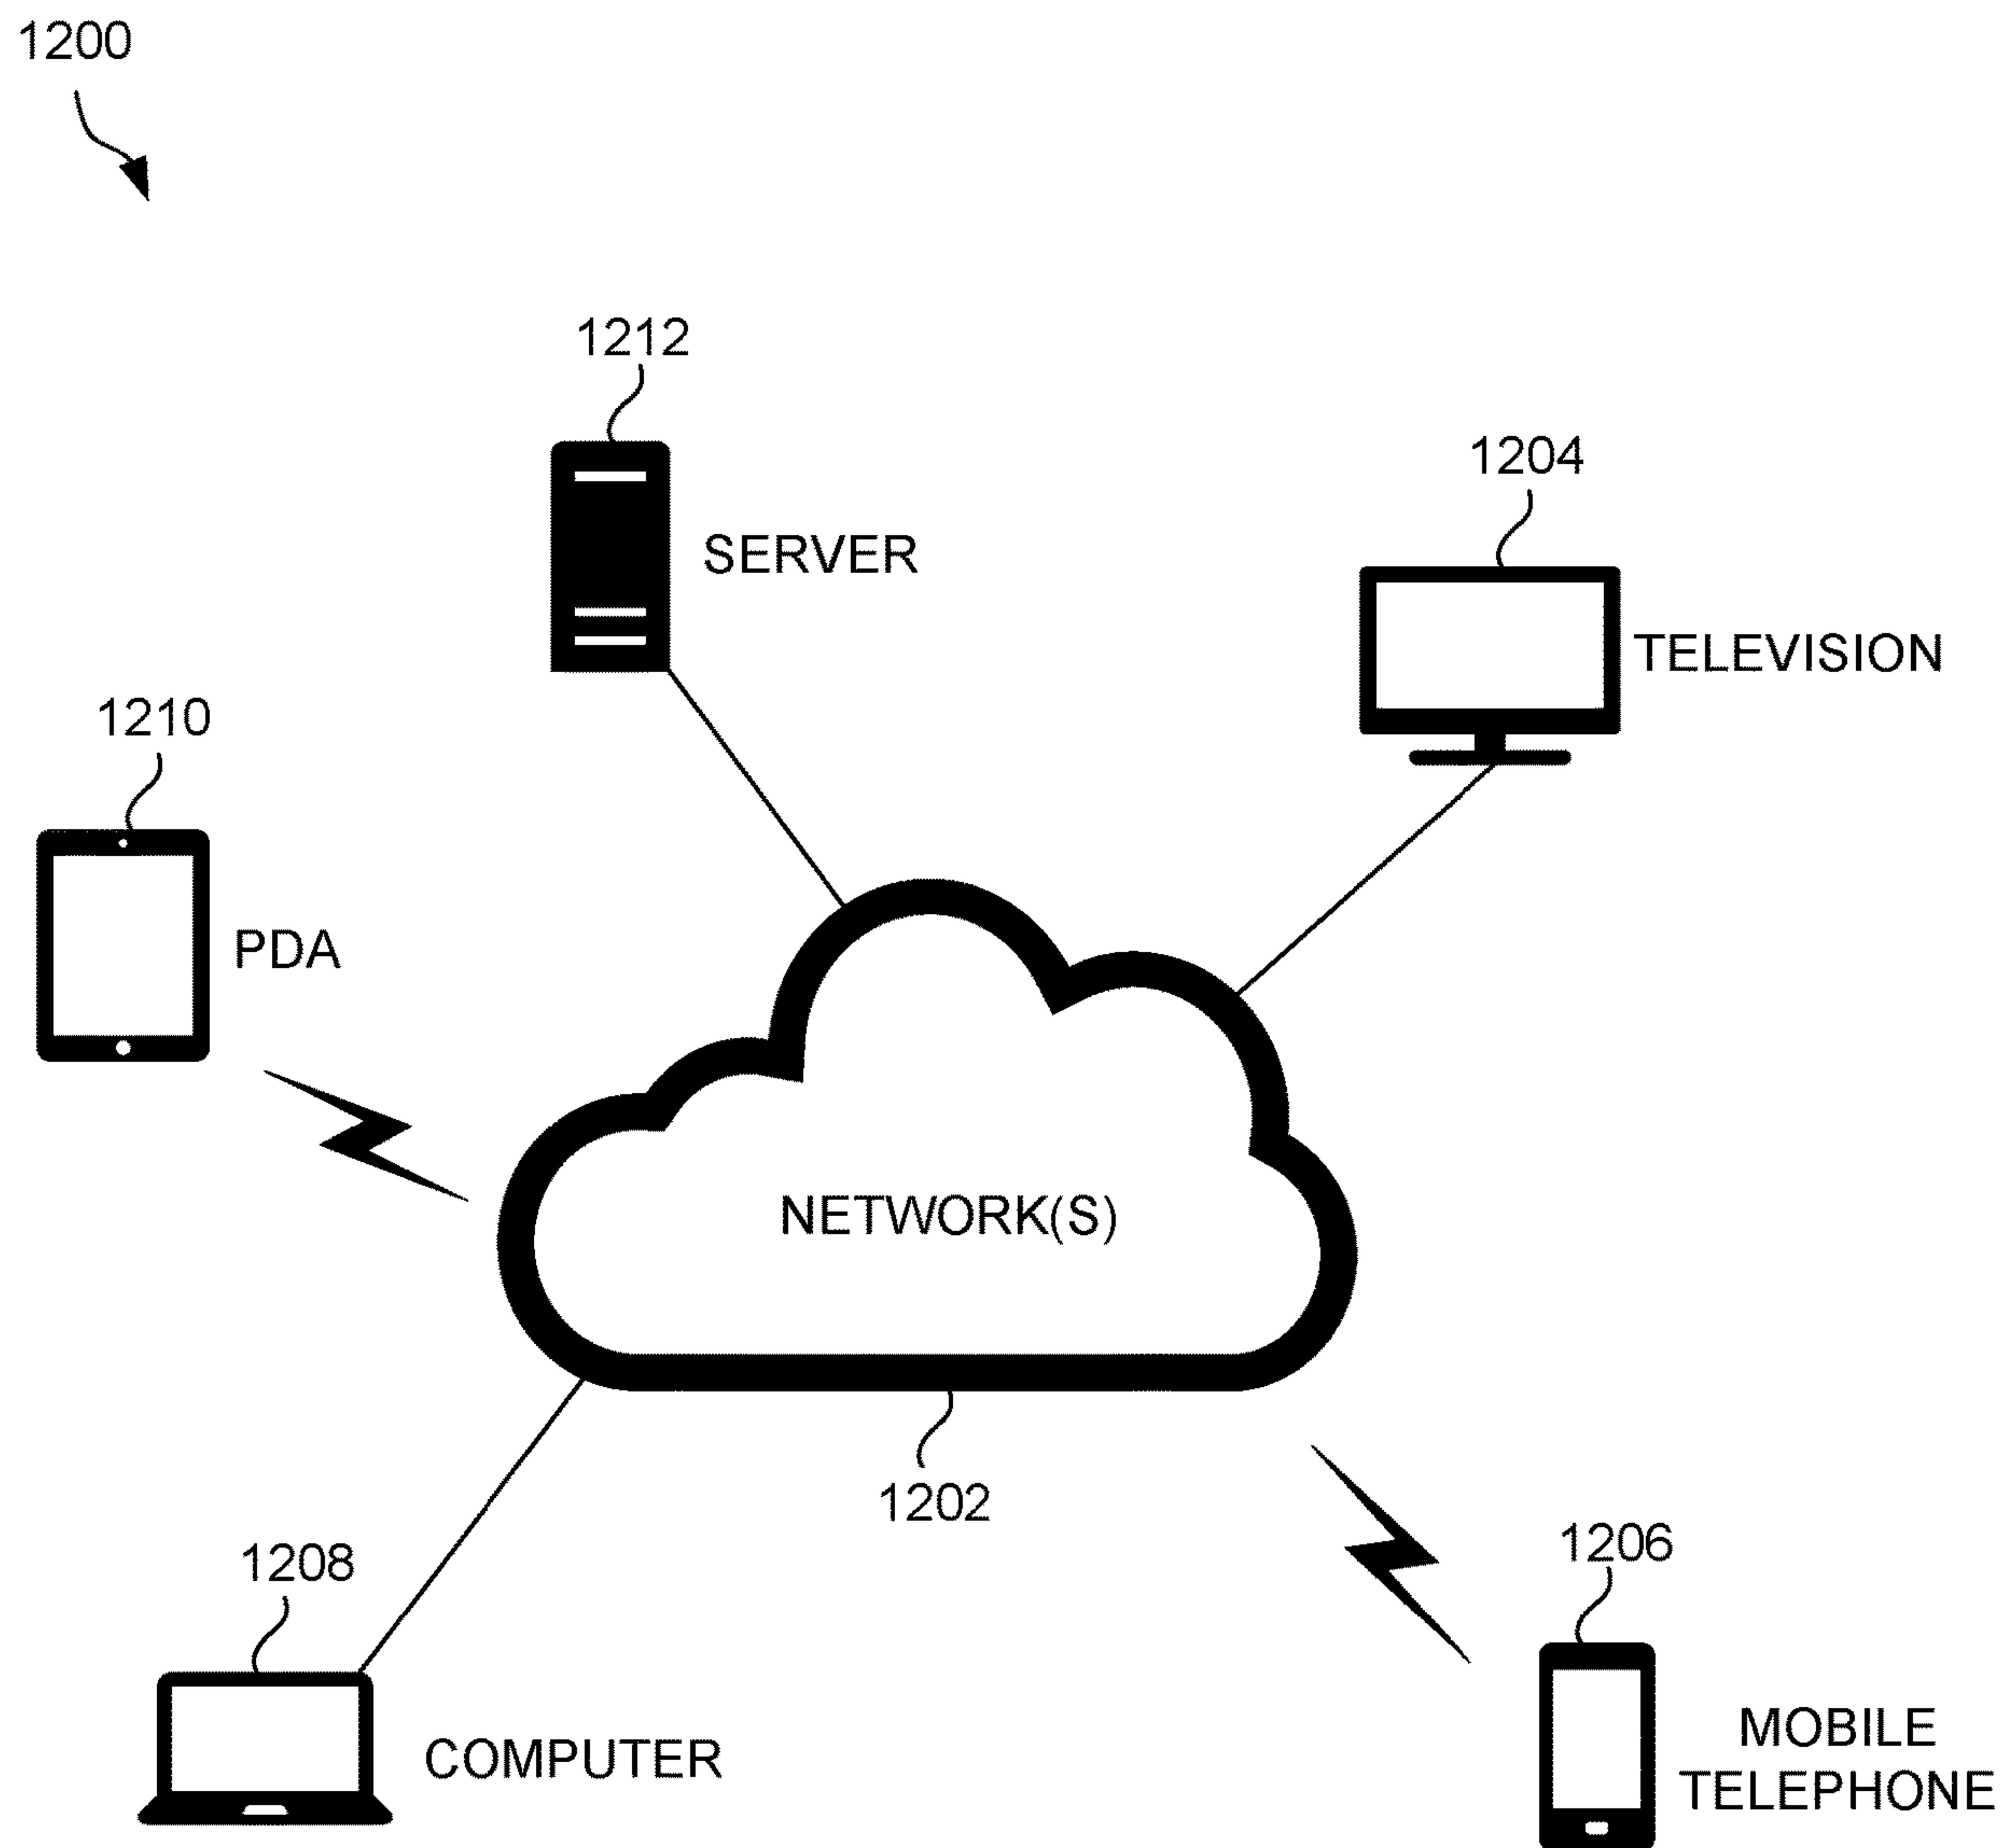 1200
1212
SERVER
1204
TELEVISION
1210
PDA
NETWORK(S)
1202
1208
COMPUTER
1206
MOBILE
TELEPHONE